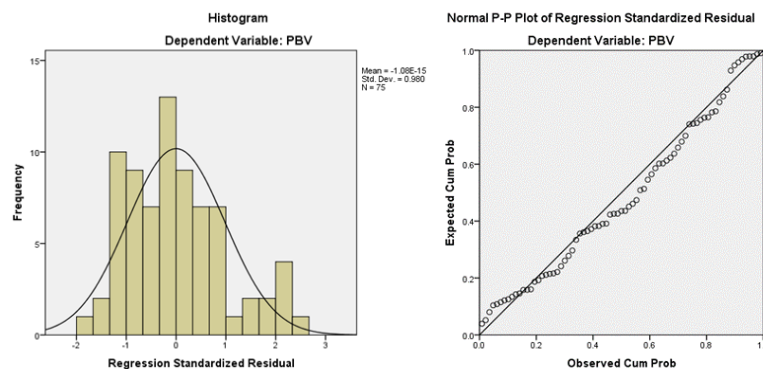 Histogram
Dependent Variable: PBV
Mean = -1.08E-15
Std. Dev. = 0.980
N = 75
15
10
5
0
Frequency
-2 -1 0 1 2 3
Regression Standardized Residual
Normal P-P Plot of Regression Standardized Residual
Dependent Variable: PBV
1.0
0.8
0.6
0.4
0.2
0.0
Expected Cum Prob
0.0 0.2 0.4 0.6 0.8 1
Observed Cum Prob